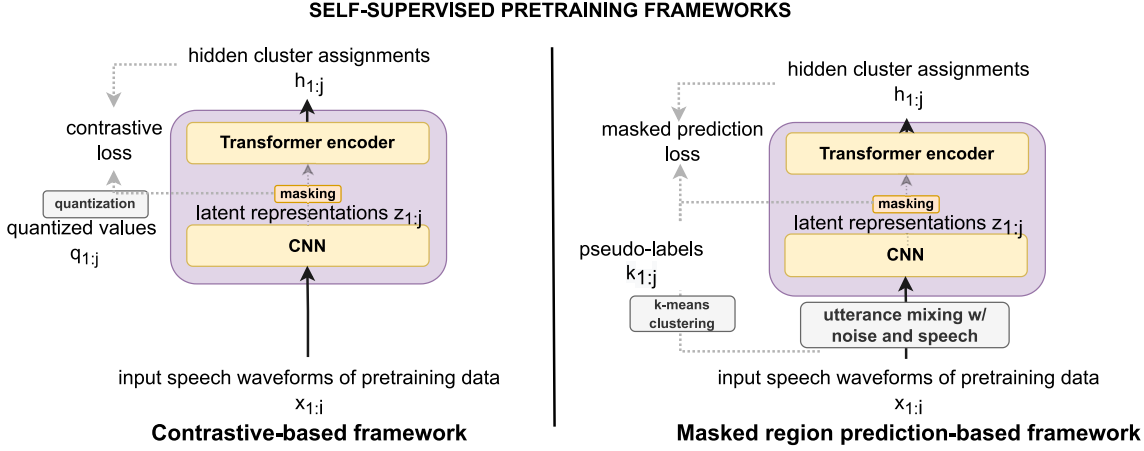 SELF-SUPERVISED PRETRAINING FRAMEWORKS
hidden cluster assignments
h1:j
contrastive
loss
Transformer encoder
masking
quantization
latent representations z1:j
quantized values
q1:j
CNN
input speech waveforms of pretraining data
x1:i
Contrastive-based framework
hidden cluster assignments
h1:j
masked prediction
loss
Transformer encoder
masking
latent representations z1:j
pseudo-labels
k1:j
CNN
k-means
clustering
utterance mixing w/
noise and speech
input speech waveforms of pretraining data
x1:i
Masked region prediction-based framework